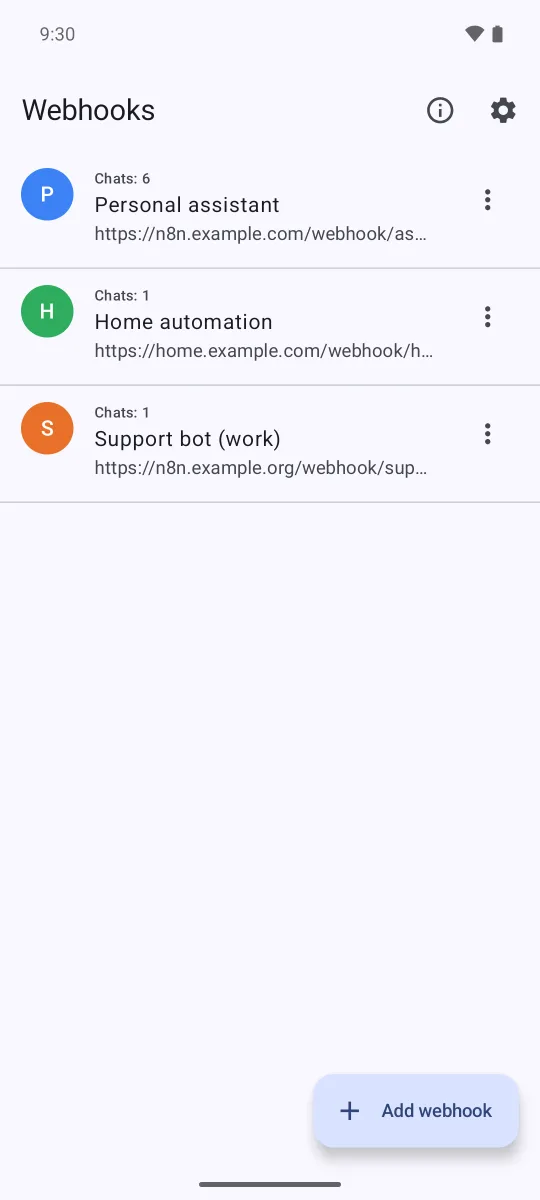 9:30
Webhooks
P
Chats: 6
Personal assistant
https://n8n.example.com/webhook/as…
H
Chats: 1
Home automation
https://home.example.com/webhook/h…
S
Chats: 1
Support bot (work)
https://n8n.example.org/webhook/sup…
Add webhook